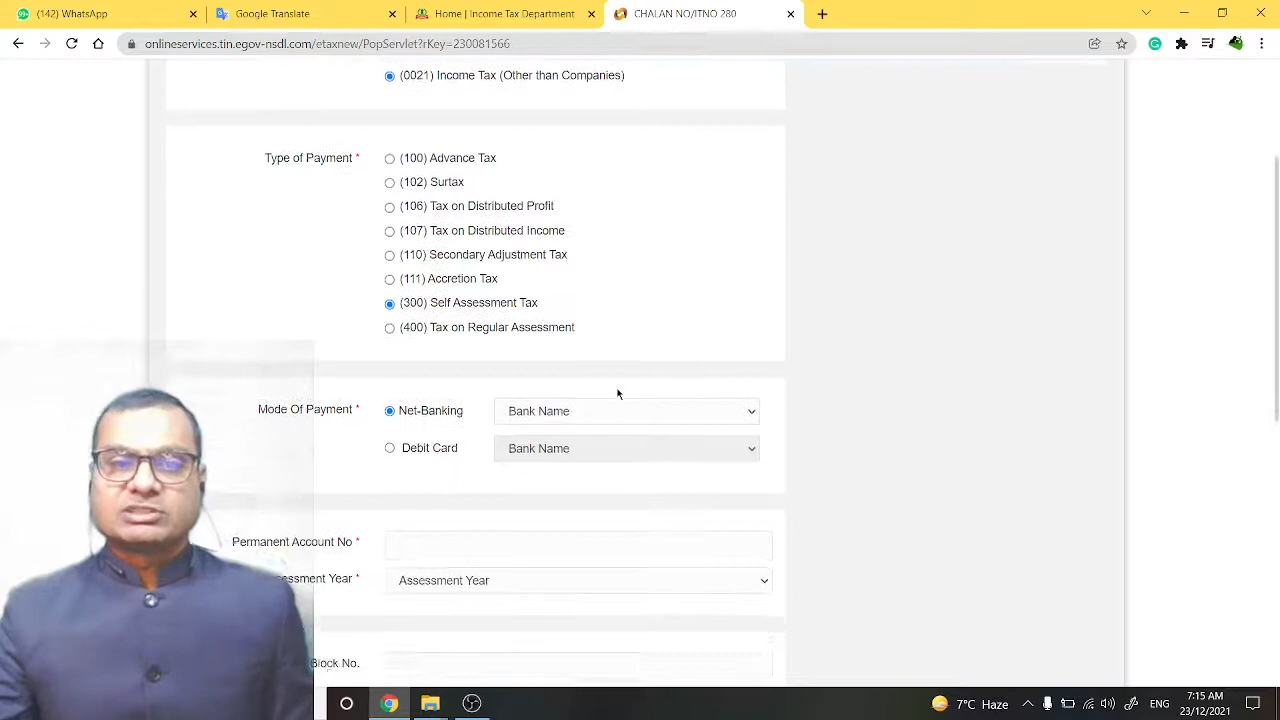 (142) WhatsApp
Google Translate
Home | Income Tax Department
CHALAN NO/ITNO 280
onlineservices.tin.egov-nsdl.com/etaxnew/PopServlet?rKey=-230081566
(0021) Income Tax (Other than Companies)
Type of Payment *
(100) Advance Tax
(102) Surtax
(106) Tax on Distributed Profit
(107) Tax on Distributed Income
(110) Secondary Adjustment Tax
(111) Accretion Tax
(300) Self Assessment Tax
(400) Tax on Regular Assessment
Mode Of Payment *
Net-Banking
Bank Name
Debit Card
Bank Name
Permanent Account No *
essment Year *
Assessment Year
Block No.
7°C Haze
ENG
7:15 AM
23/12/2021